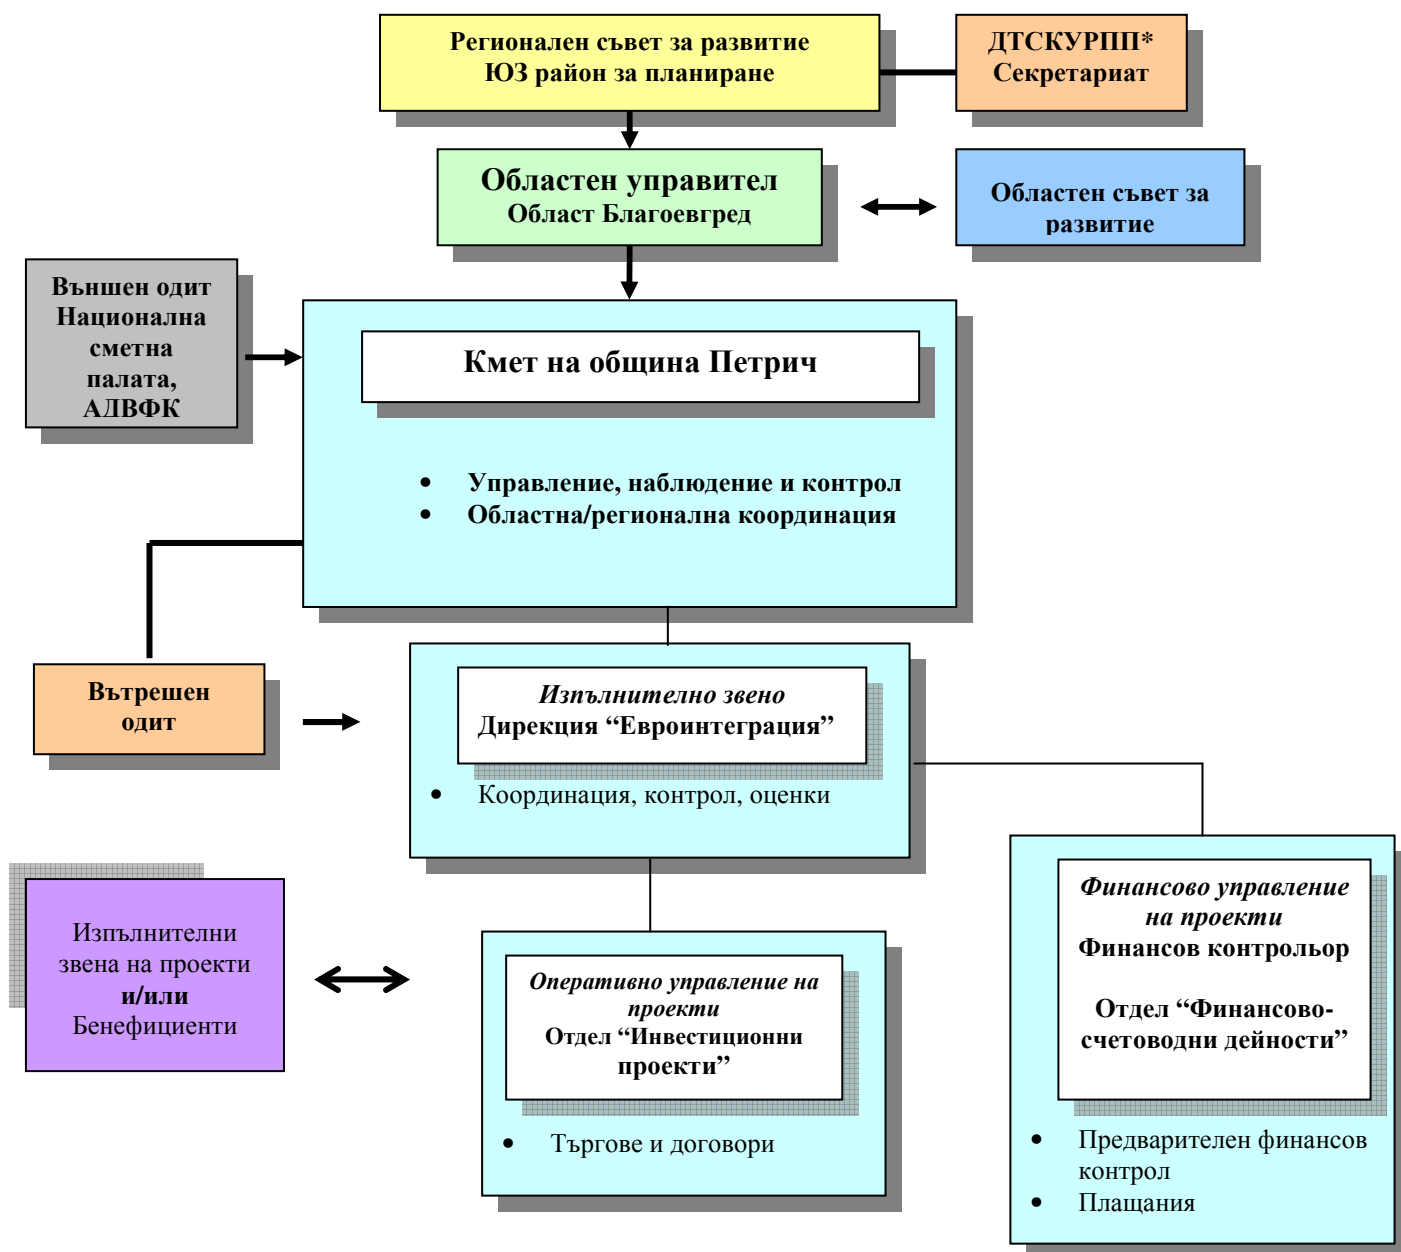 Регионален съвет за развитие
ЮЗ район за планиране
ДТСКУРПП*
Секретариат
Областен управител
Област Благоевгред
Областен съвет за
развитие
Външен одит
Национална
сметна
палата,
АДВФК
Кмет на община Петрич
• Управление, наблюдение и контрол
• Областна/регионална координация
Вътрешен
одит
Изпълнително звено
Дирекция “Евроинтеграция”
• Координация, контрол, оценки
Изпълнителни
звена на проекти
и/или
Бенефициенти
Оперативно управление на
проекти
Отдел “Инвестиционни
проекти”
• Търгове и договори
Финансово управление
на проекти
Финансов контрольор
Отдел “Финансово-
счетоводни дейности”
• Предварителен финансов
контрол
• Плащания